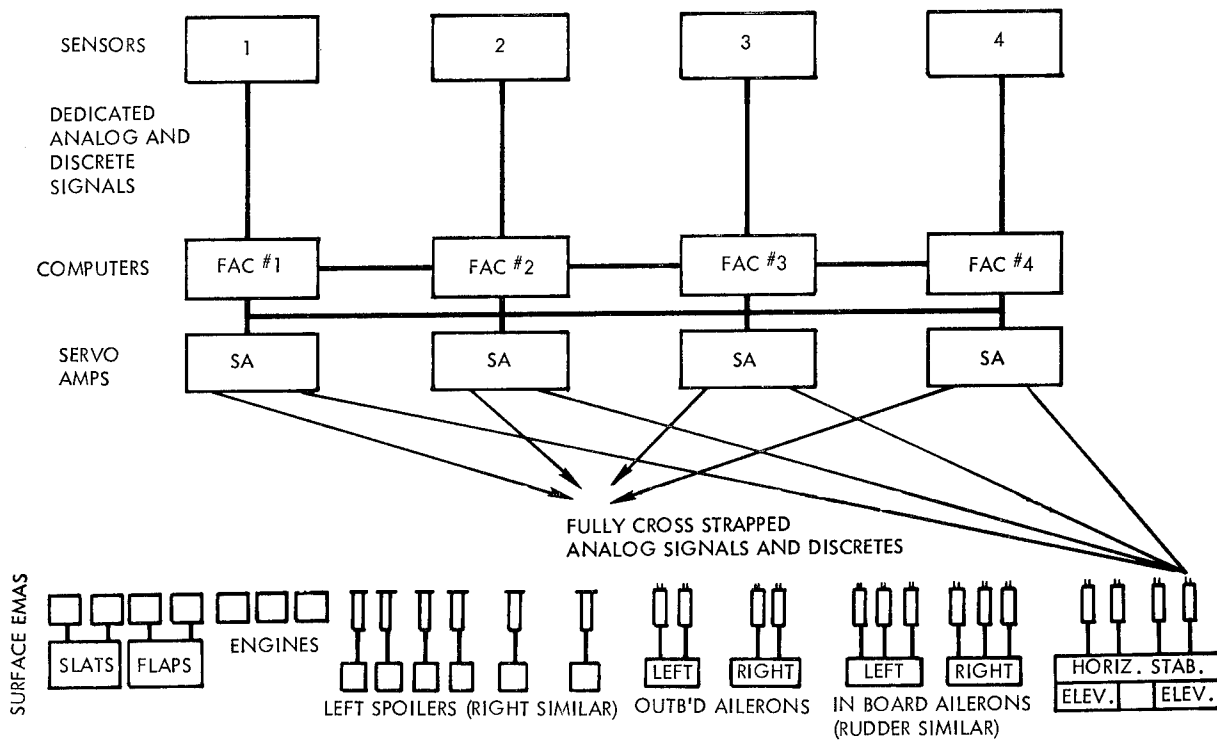 SENSORS
1
2
3
4
DEDICATED
ANALOG AND
DISCRETE
SIGNALS
COMPUTERS
FAC #1
FAC #2
FAC #3
FAC #4
SERVO
AMPS
SA
SA
SA
SA
FULLY CROSS STRAPPED
ANALOG SIGNALS AND DISCRETES
SURFACE EMAS
SLATS
FLAPS
ENGINES
LEFT SPOILERS (RIGHT SIMILAR)
LEFT
RIGHT
OUTB'D AILERONS
LEFT
RIGHT
IN BOARD AILERONS
(RUDDER SIMILAR)
HORIZ. STAB.
ELEV.
ELEV.